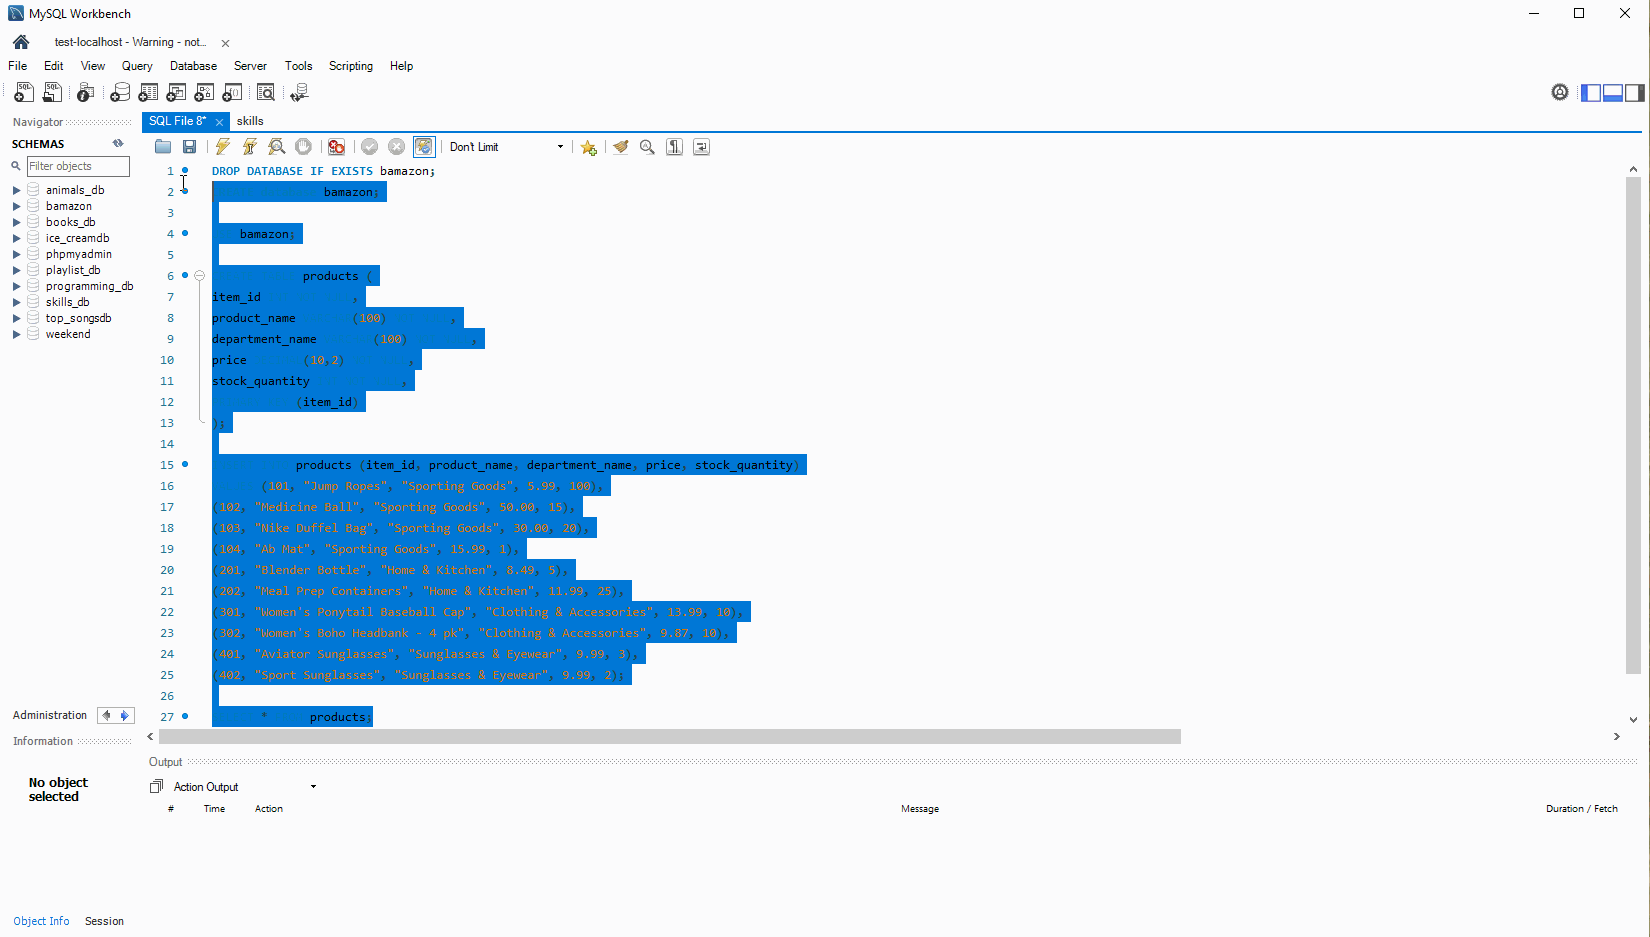 MySQL Workbench
test-localhost - Warning - not...
File Edit View Query Database Server Tools Scripting Help
Navigator
SQL File 8* skills
SCHEMAS
Don't Limit
Filter objects
animals_db
bamazon
books_db
ice_creamdb
phpmyadmin
playlist_db
programming_db
skills_db
top_songsdb
weekend
1 DROP DATABASE IF EXISTS bamazon;
2 bamazon;
3
4 bamazon;
5
6 products (
7 item_id ,
8 product_name (100) ,
9 department_name (100) ,
10 price (10,2) ,
11 stock_quantity ,
12 (item_id)
13 );
14
15 products (item_id, product_name, department_name, price, stock_quantity)
16 (101, "Jump Ropes", "Sporting Goods", 5.99, 100),
17 (102, "Medicine Ball", "Sporting Goods", 50.00, 15),
18 (103, "Nike Duffel Bag", "Sporting Goods", 30.00, 20),
19 (104, "Ab Mat", "Sporting Goods", 15.99, 1),
20 (201, "Blender Bottle", "Home & Kitchen", 8.49, 5),
21 (202, "Meal Prep Containers", "Home & Kitchen", 11.99, 25),
22 (301, "Women's Ponytail Baseball Cap", "Clothing & Accessories", 13.99, 10),
23 (302, "Women's Boho Headbank - 4 pk", "Clothing & Accessories", 9.87, 10),
24 (401, "Aviator Sunglasses", "Sunglasses & Eyewear", 9.99, 3),
25 (402, "Sport Sunglasses", "Sunglasses & Eyewear", 9.99, 2);
26
27 * products;
Administration
Information
No object
selected
Output
Action Output
# Time Action Message Duration / Fetch
Object Info Session